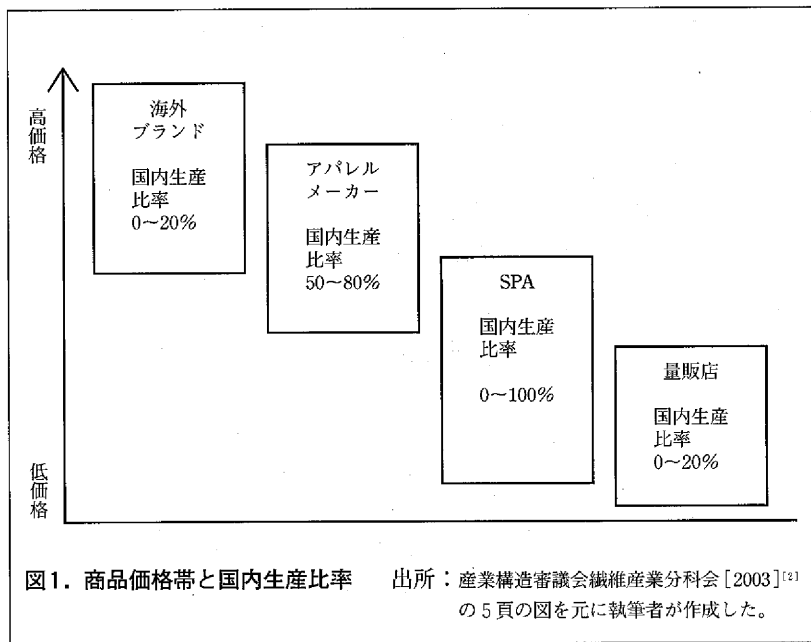 高価格
低価格
海外
ブランド
国内生産
比率
0〜20%
アパレル
メーカー
国内生産
比率
50〜80%
SPA
国内生産
比率
0〜100%
量販店
国内生産
比率
0〜20%
図1．商品価格帯と国内生産比率　出所：産業構造審議会繊維産業分科会［2003］[2]
の5頁の図を元に執筆者が作成した。